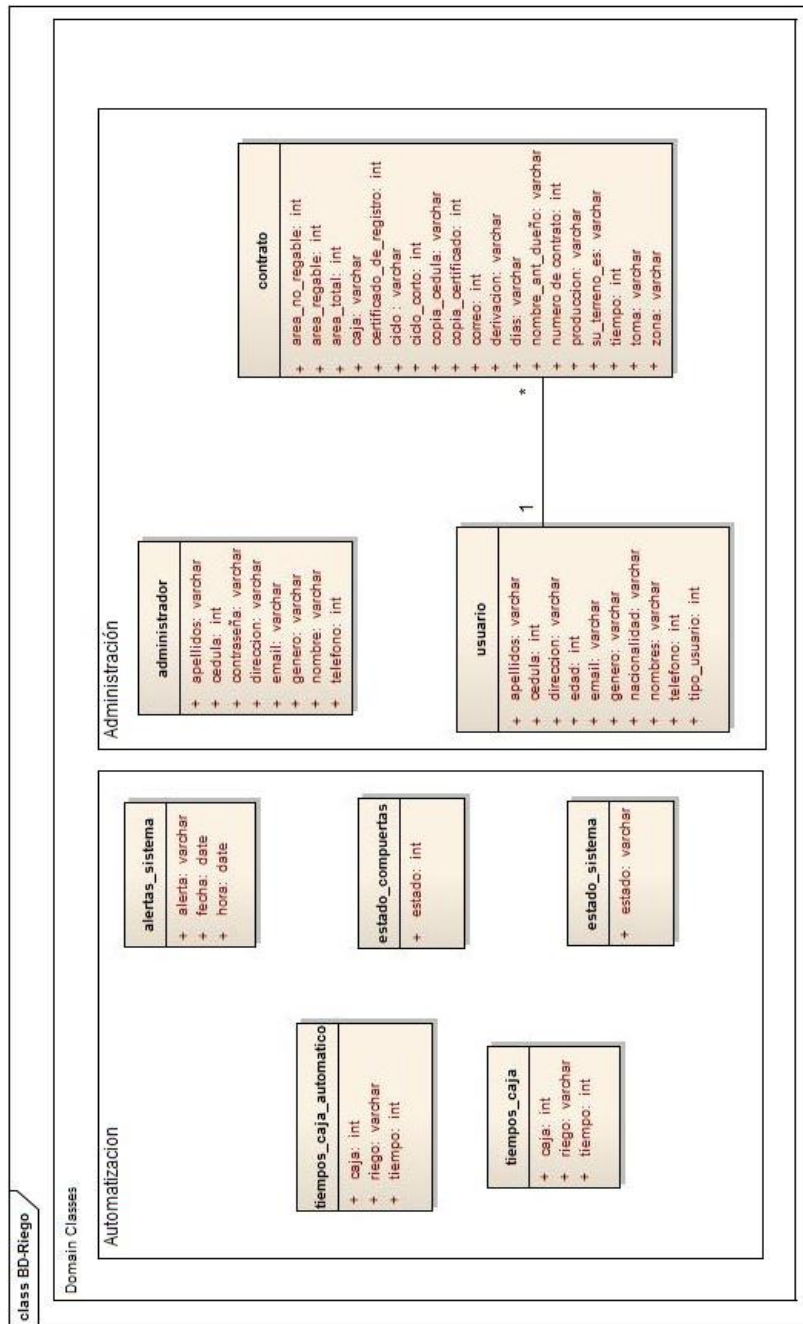 class BD-Riego
Domain Classes
Automatizacion
tiempos_caja_automatico
+ caja: int
+ riego: varchar
+ tiempo: int
alertas_sistema
+ alerta: varchar
+ fecha: date
+ hora: date
estado_compuertas
+ estado: int
tiempos_caja
+ caja: int
+ riego: varchar
+ tiempo: int
estado_sistema
+ estado: varchar
Administración
administrador
+ apellidos: varchar
+ cedula: int
+ contraseña: varchar
+ direccion: varchar
+ email: varchar
+ genero: varchar
+ nombre: varchar
+ telefono: int
contrato
+ area_no_regable: int
+ area_regable: int
+ area_total: int
+ caja: varchar
+ certificado_de_registro: int
+ ciclo : varchar
+ ciclo_corto: int
+ copia_cedula: varchar
+ copia_certificado: int
+ correo: int
+ derivacion: varchar
+ dias: varchar
+ nombre_ant_dueño: varchar
+ numero de contrato: int
+ produccion: varchar
+ su_terreno_es: varchar
+ tiempo: int
+ toma: varchar
+ zona: varchar
usuario
+ apellidos: varchar
+ cedula: int
+ direccion: varchar
+ edad: int
+ email: varchar
+ genero: varchar
+ nacionalidad: varchar
+ nombres: varchar
+ telefono: int
+ tipo_usuario: int
1
*